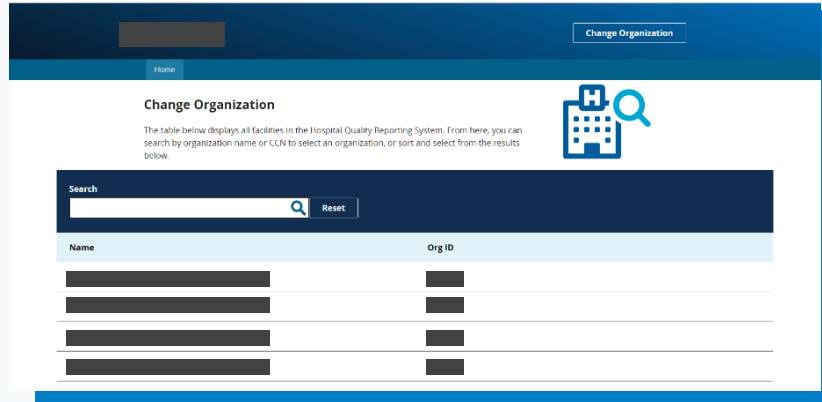 Change Organization
Home
Change Organization
The table below displays all facilities in the Hospital Quality Reporting System. From here, you can
search by organization name or CCN to select an organization, or sort and select from the results
below.
H
Search
Reset
Name Org ID